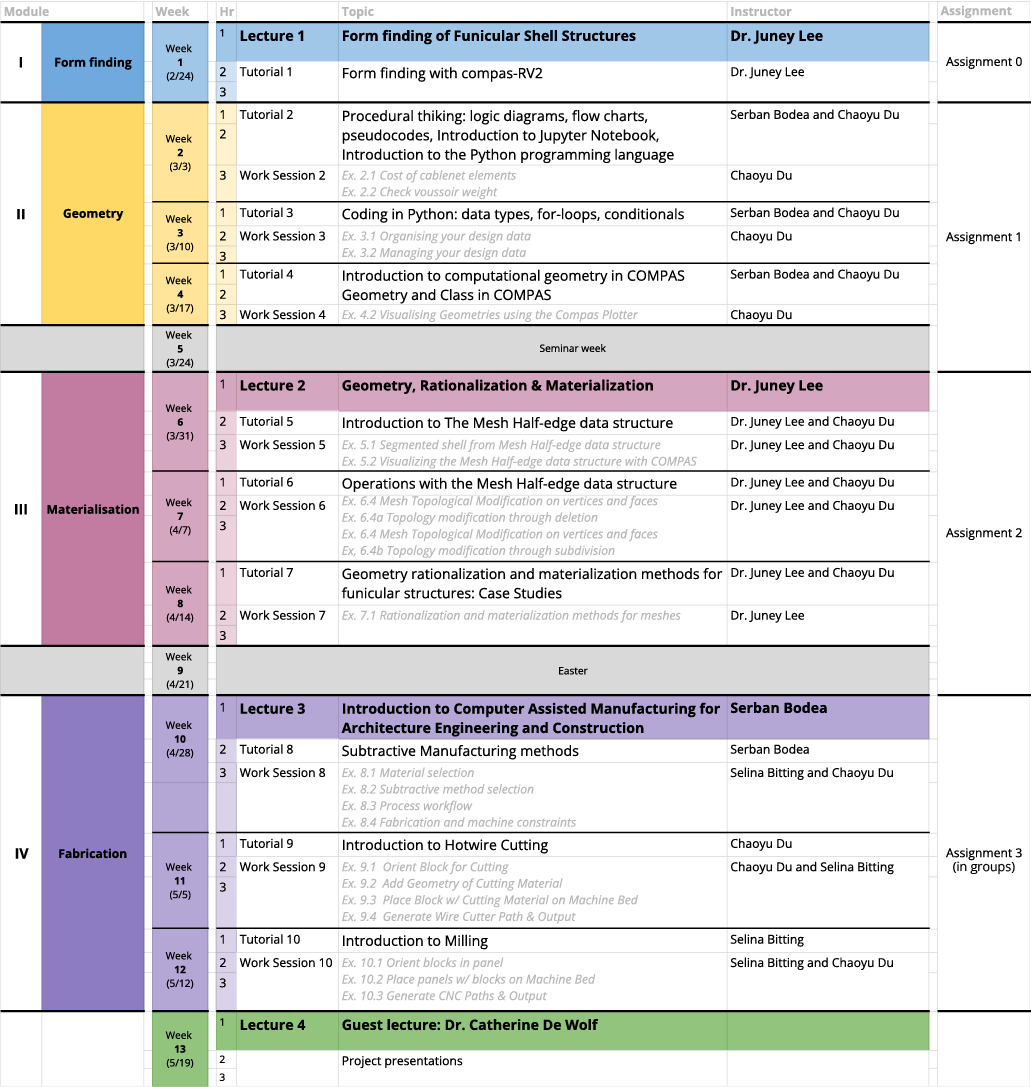 Module Week Hr Topic Instructor Assignment
I Form finding Week 1 (2/24) 1 Lecture 1 Form finding of Funicular Shell Structures Dr. Juney Lee Assignment 0
2 Tutorial 1 Form finding with compas-RV2 Dr. Juney Lee
3
II Geometry Week 2 (3/3) 1 Tutorial 2 Procedural thiking: logic diagrams, flow charts, Serban Bodea and Chaoyu Du Assignment 1
2 pseudocodes, Introduction to Jupyter Notebook,
Introduction to the Python programming language
3 Work Session 2 Ex. 2.1 Cost of cablenet elements Chaoyu Du
Ex. 2.2 Check voussoir weight
Week 3 (3/10) 1 Tutorial 3 Coding in Python: data types, for-loops, conditionals Serban Bodea and Chaoyu Du
2 Work Session 3 Ex. 3.1 Organising your design data Chaoyu Du
3 Ex. 3.2 Managing your design data
Week 4 (3/17) 1 Tutorial 4 Introduction to computational geometry in COMPAS Serban Bodea and Chaoyu Du
2 Geometry and Class in COMPAS
3 Work Session 4 Ex. 4.2 Visualising Geometries using the Compas Plotter Chaoyu Du
Week 5 (3/24) Seminar week
III Materialisation Week 6 (3/31) 1 Lecture 2 Geometry, Rationalization & Materialization Dr. Juney Lee Assignment 2
2 Tutorial 5 Introduction to The Mesh Half-edge data structure Dr. Juney Lee and Chaoyu Du
3 Work Session 5 Ex. 5.1 Segmented shell from Mesh Half-edge data structure Dr. Juney Lee and Chaoyu Du
Ex. 5.2 Visualizing the Mesh Half-edge data structure with COMPAS
Week 7 (4/7) 1 Tutorial 6 Operations with the Mesh Half-edge data structure Dr. Juney Lee and Chaoyu Du
2 Work Session 6 Ex. 6.4 Mesh Topological Modification on vertices and faces Dr. Juney Lee and Chaoyu Du
Ex. 6.4a Topology modification through deletion
3 Ex. 6.4 Mesh Topological Modification on vertices and faces
Ex, 6.4b Topology modification through subdivision
Week 8 (4/14) 1 Tutorial 7 Geometry rationalization and materialization methods for Dr. Juney Lee and Chaoyu Du
funicular structures: Case Studies
2 Work Session 7 Ex. 7.1 Rationalization and materialization methods for meshes Dr. Juney Lee
3
Week 9 (4/21) Easter
IV Fabrication Week 10 (4/28) 1 Lecture 3 Introduction to Computer Assisted Manufacturing for Serban Bodea Assignment 3 (in groups)
Architecture Engineering and Construction
2 Tutorial 8 Subtractive Manufacturing methods Serban Bodea
3 Work Session 8 Ex. 8.1 Material selection Selina Bitting and Chaoyu Du
Ex. 8.2 Subtractive method selection
Ex. 8.3 Process workflow
Ex. 8.4 Fabrication and machine constraints
Week 11 (5/5) 1 Tutorial 9 Introduction to Hotwire Cutting Chaoyu Du
2 Work Session 9 Ex. 9.1 Orient Block for Cutting Chaoyu Du and Selina Bitting
3 Ex. 9.2 Add Geometry of Cutting Material
Ex. 9.3 Place Block w/ Cutting Material on Machine Bed
Ex. 9.4 Generate Wire Cutter Path & Output
Week 12 (5/12) 1 Tutorial 10 Introduction to Milling Selina Bitting
2 Work Session 10 Ex. 10.1 Orient blocks in panel Selina Bitting and Chaoyu Du
3 Ex. 10.2 Place panels w/ blocks on Machine Bed
Ex. 10.3 Generate CNC Paths & Output
Week 13 (5/19) 1 Lecture 4 Guest lecture: Dr. Catherine De Wolf
2 Project presentations
3